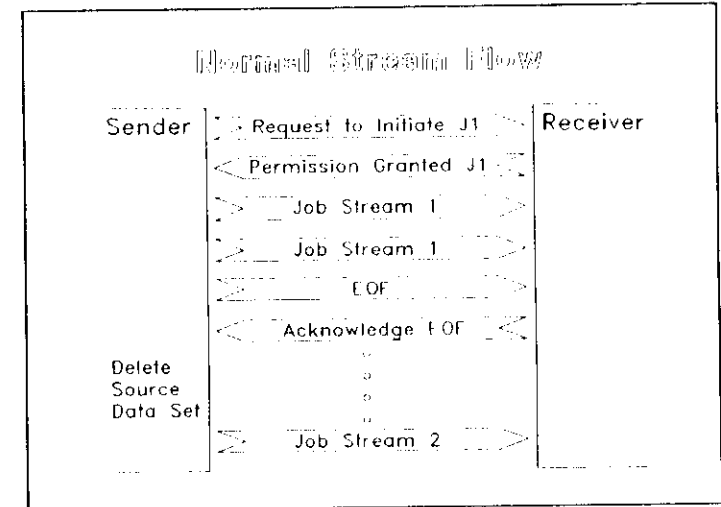 Normal Stream Flow
Sender
Request to Initiate J1
Receiver
Permission Granted J1
Job Stream 1
Job Stream 1
EOF
Acknowledge EOF
Delete
Source
Data Set
Job Stream 2